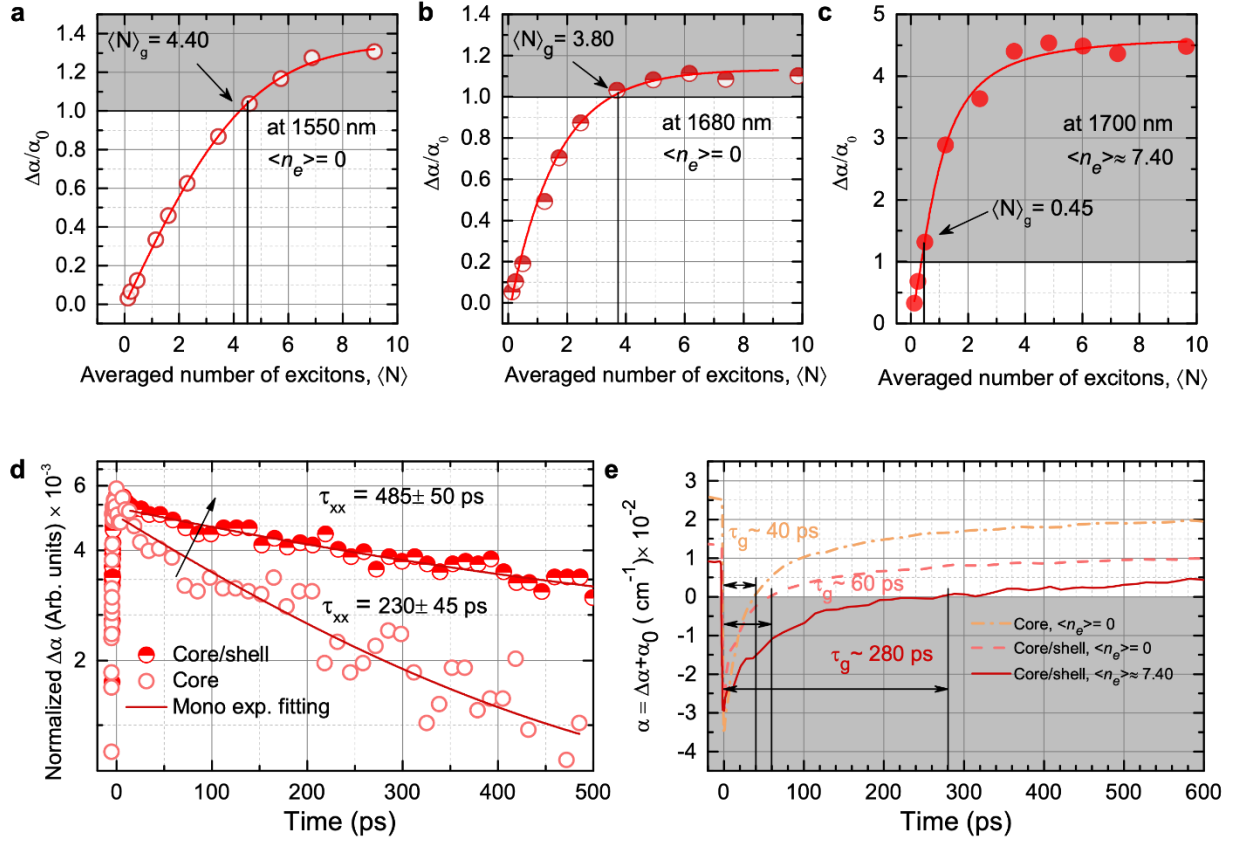 a
1.4
1.2
1.0
0.8
0.6
0.4
0.2
0.0
Δα/α₀
⟨N⟩g = 4.40
at 1550 nm
<nₑ>= 0
0 2 4 6 8 10
Averaged number of excitons, ⟨N⟩
b
1.4
1.2
1.0
0.8
0.6
0.4
0.2
0.0
Δα/α₀
⟨N⟩g = 3.80
at 1680 nm
<nₑ>= 0
0 2 4 6 8 10
Averaged number of excitons, ⟨N⟩
c
5
4
3
2
1
0
Δα/α₀
at 1700 nm
<nₑ>≈ 7.40
⟨N⟩g = 0.45
0 2 4 6 8 10
Averaged number of excitons, ⟨N⟩
d
6
4
2
Normalized Δα (Arb. units) × 10⁻³
τxx = 485± 50 ps
τxx = 230± 45 ps
Core/shell
Core
Mono exp. fitting
0 100 200 300 400 500
Time (ps)
e
3
2
1
0
-1
-2
-3
-4
α = Δα+α₀ ( cm⁻¹)× 10⁻²
τg~ 40 ps
τg~ 60 ps
τg~ 280 ps
Core, <nₑ>= 0
Core/shell, <nₑ>= 0
Core/shell, <nₑ>≈ 7.40
0 100 200 300 400 500 600
Time (ps)